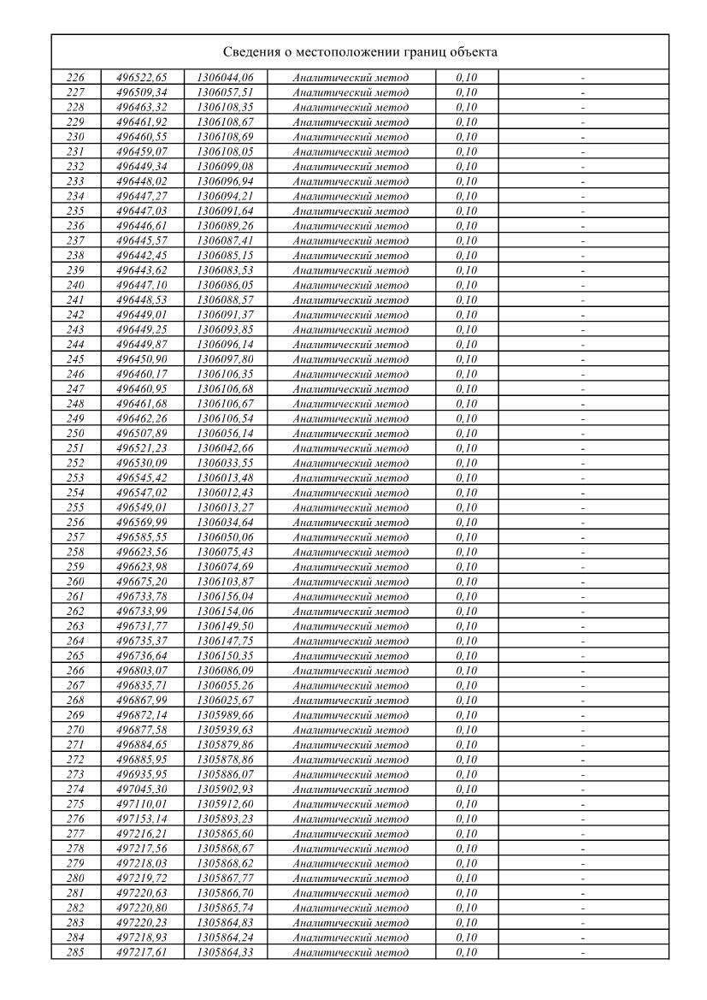 Сведения о местоположении границ объекта
226 496522,65 1306044,06 Аналитический метод 0,10 -
227 496509,34 1306057,51 Аналитический метод 0,10 -
228 496463,32 1306108,35 Аналитический метод 0,10 -
229 496461,92 1306108,67 Аналитический метод 0,10 -
230 496460,55 1306108,69 Аналитический метод 0,10 -
231 496459,07 1306108,05 Аналитический метод 0,10 -
232 496449,34 1306099,08 Аналитический метод 0,10 -
233 496448,02 1306096,94 Аналитический метод 0,10 -
234 496447,27 1306094,21 Аналитический метод 0,10 -
235 496447,03 1306091,64 Аналитический метод 0,10 -
236 496446,61 1306089,26 Аналитический метод 0,10 -
237 496445,57 1306087,41 Аналитический метод 0,10 -
238 496442,45 1306085,15 Аналитический метод 0,10 -
239 496443,62 1306083,53 Аналитический метод 0,10 -
240 496447,10 1306086,05 Аналитический метод 0,10 -
241 496448,53 1306088,57 Аналитический метод 0,10 -
242 496449,01 1306091,37 Аналитический метод 0,10 -
243 496449,25 1306093,85 Аналитический метод 0,10 -
244 496449,87 1306096,14 Аналитический метод 0,10 -
245 496450,90 1306097,80 Аналитический метод 0,10 -
246 496460,17 1306106,35 Аналитический метод 0,10 -
247 496460,95 1306106,68 Аналитический метод 0,10 -
248 496461,68 1306106,67 Аналитический метод 0,10 -
249 496462,26 1306106,54 Аналитический метод 0,10 -
250 496507,89 1306056,14 Аналитический метод 0,10 -
251 496521,23 1306042,66 Аналитический метод 0,10 -
252 496530,09 1306033,55 Аналитический метод 0,10 -
253 496545,42 1306013,48 Аналитический метод 0,10 -
254 496547,02 1306012,43 Аналитический метод 0,10 -
255 496549,01 1306013,27 Аналитический метод 0,10 -
256 496569,99 1306034,64 Аналитический метод 0,10 -
257 496585,55 1306050,06 Аналитический метод 0,10 -
258 496623,56 1306075,43 Аналитический метод 0,10 -
259 496623,98 1306074,69 Аналитический метод 0,10 -
260 496675,20 1306103,87 Аналитический метод 0,10 -
261 496733,78 1306156,04 Аналитический метод 0,10 -
262 496733,99 1306154,06 Аналитический метод 0,10 -
263 496731,77 1306149,50 Аналитический метод 0,10 -
264 496735,37 1306147,75 Аналитический метод 0,10 -
265 496736,64 1306150,35 Аналитический метод 0,10 -
266 496803,07 1306086,09 Аналитический метод 0,10 -
267 496835,71 1306055,26 Аналитический метод 0,10 -
268 496867,99 1306025,67 Аналитический метод 0,10 -
269 496872,14 1305989,66 Аналитический метод 0,10 -
270 496877,58 1305939,63 Аналитический метод 0,10 -
271 496884,65 1305879,86 Аналитический метод 0,10 -
272 496885,95 1305878,86 Аналитический метод 0,10 -
273 496935,95 1305886,07 Аналитический метод 0,10 -
274 497045,30 1305902,93 Аналитический метод 0,10 -
275 497110,01 1305912,60 Аналитический метод 0,10 -
276 497153,14 1305893,23 Аналитический метод 0,10 -
277 497216,21 1305865,60 Аналитический метод 0,10 -
278 497217,56 1305868,67 Аналитический метод 0,10 -
279 497218,03 1305868,62 Аналитический метод 0,10 -
280 497219,72 1305867,77 Аналитический метод 0,10 -
281 497220,63 1305866,70 Аналитический метод 0,10 -
282 497220,80 1305865,74 Аналитический метод 0,10 -
283 497220,23 1305864,83 Аналитический метод 0,10 -
284 497218,93 1305864,24 Аналитический метод 0,10 -
285 497217,61 1305864,33 Аналитический метод 0,10 -